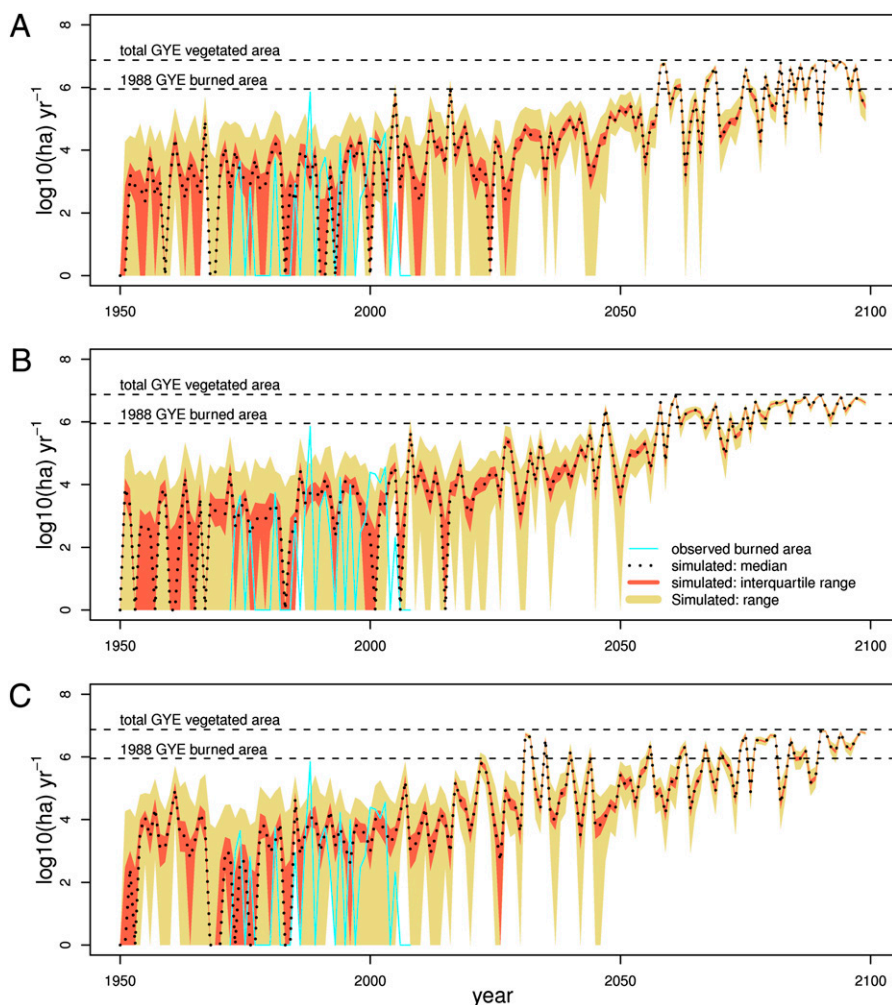 A
log10(ha) yr⁻¹
8
6
4
2
0
total GYE vegetated area
1988 GYE burned area
1950
2000
2050
2100
B
log10(ha) yr⁻¹
8
6
4
2
0
total GYE vegetated area
1988 GYE burned area
observed burned area
simulated: median
simulated: interquartile range
Simulated: range
1950
2000
2050
2100
C
log10(ha) yr⁻¹
8
6
4
2
0
total GYE vegetated area
1988 GYE burned area
1950
2000
2050
2100
year